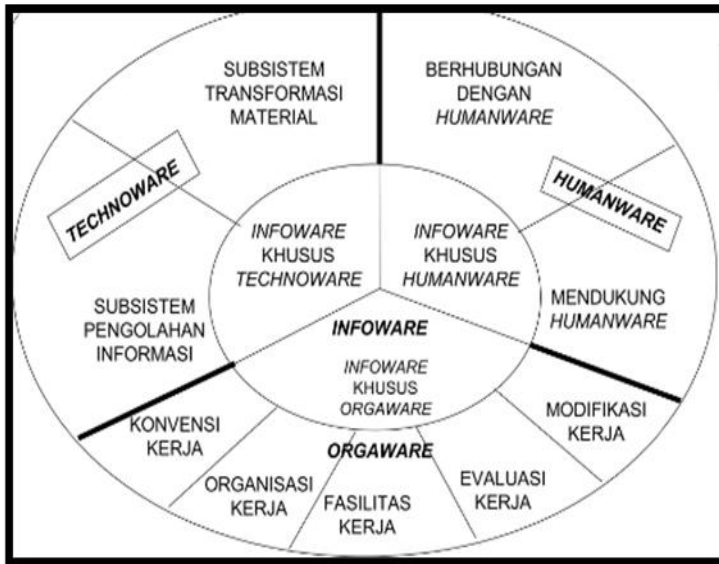 SUBSISTEM
TRANSFORMASI
MATERIAL
BERHUBUNGAN
DENGAN
HUMANWARE
TECHNOWARE
HUMANWARE
INFOWARE
KHUSUS
TECHNOWARE
INFOWARE
KHUSUS
HUMANWARE
SUBSISTEM
PENGOLAHAN
INFORMASI
MENDUKUNG
HUMANWARE
INFOWARE
INFOWARE
KHUSUS
ORGAWARE
KONVENSI
KERJA
ORGAWARE
MODIFIKASI
KERJA
ORGANISASI
KERJA
FASILITAS
KERJA
EVALUASI
KERJA